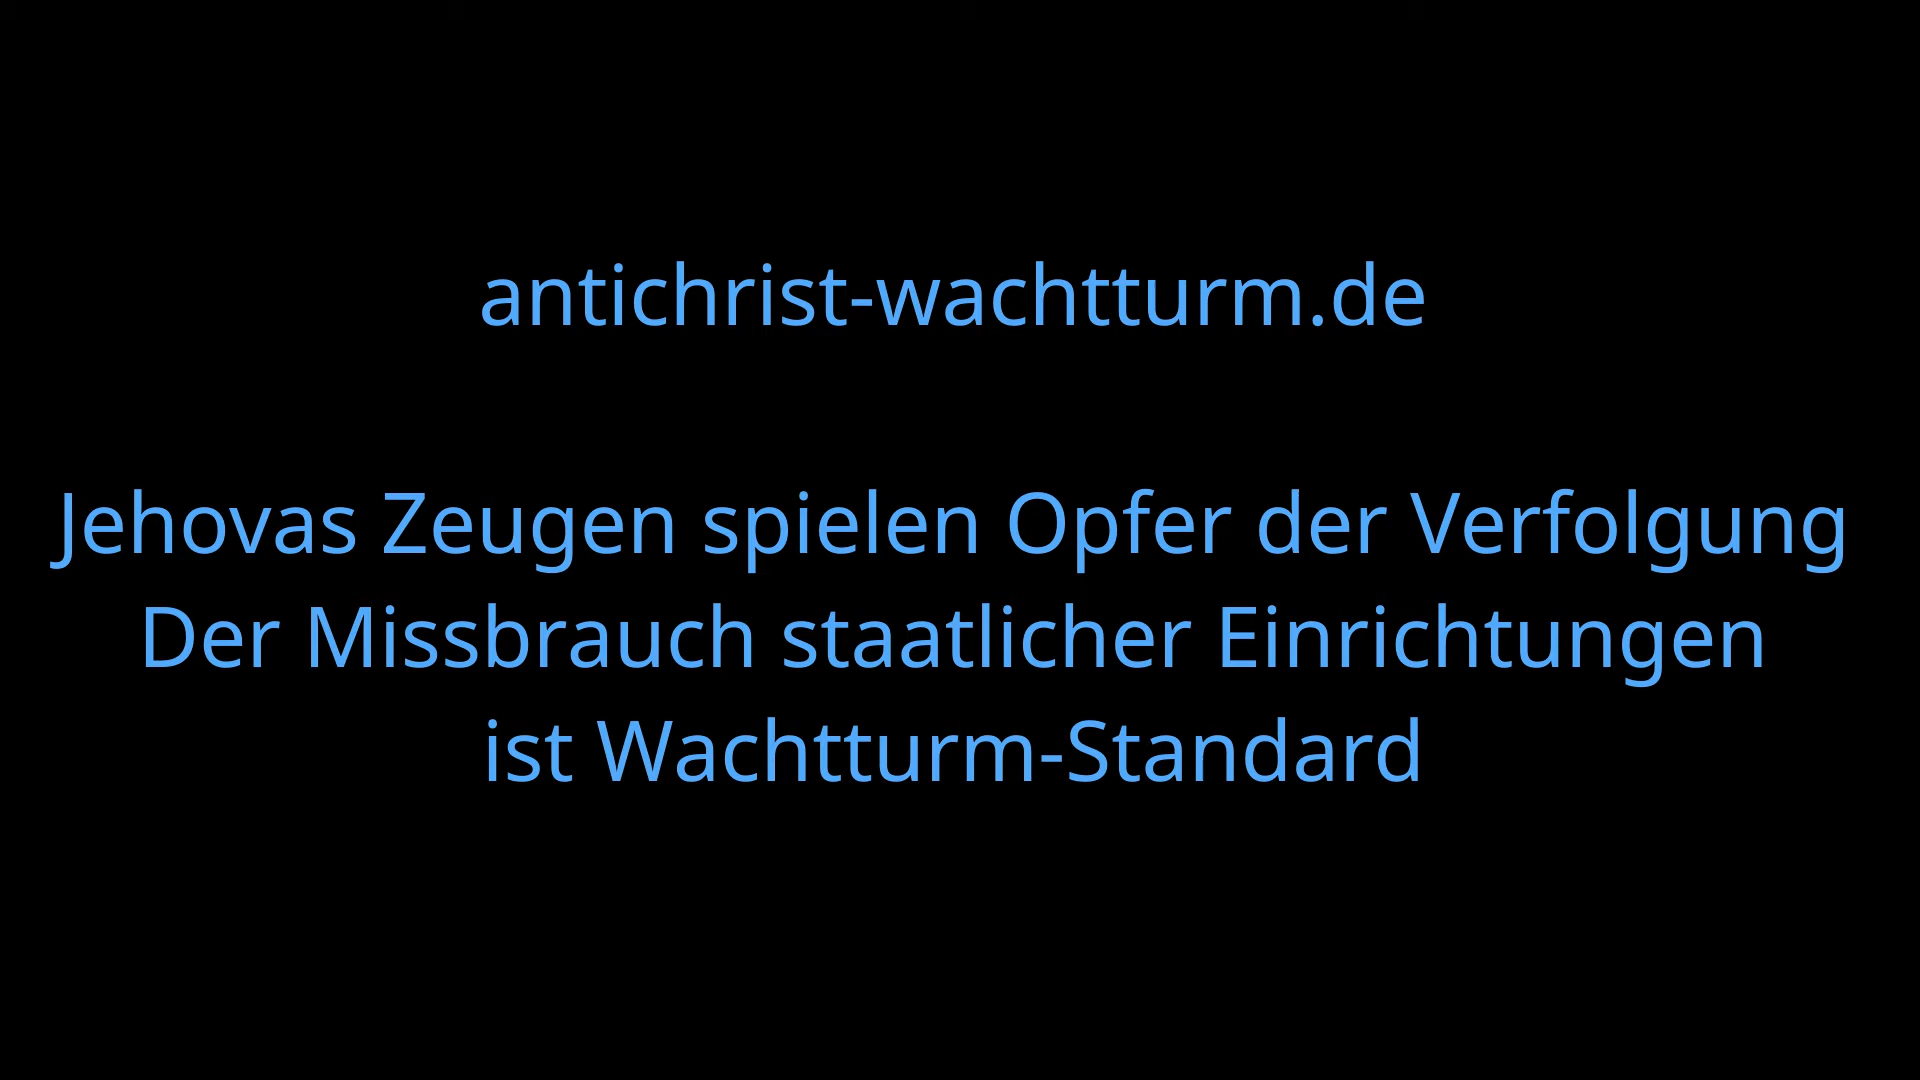 antichrist-wachtturm.de
Jehovas Zeugen spielen Opfer der Verfolgung
Der Missbrauch staatlicher Einrichtungen
ist Wachtturm-Standard